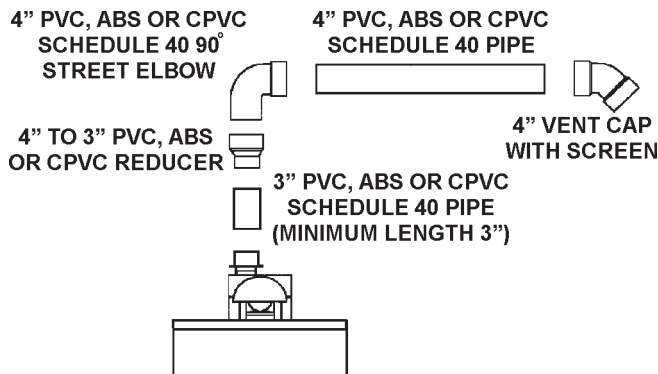 4” PVC, ABS OR CPVC
SCHEDULE 40 90°
STREET ELBOW
4” PVC, ABS OR CPVC
SCHEDULE 40 PIPE
4” VENT CAP
WITH SCREEN
4” TO 3” PVC, ABS
OR CPVC REDUCER
3” PVC, ABS OR CPVC
SCHEDULE 40 PIPE
(MINIMUM LENGTH 3”)